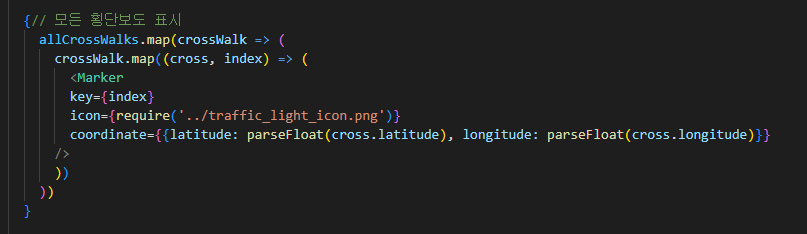 {// 모든 횡단보도 표시
allCrossWalks.map(crossWalk => (
crossWalk.map((cross, index) => (
<Marker
key={index}
icon={require('../traffic_light_icon.png')}
coordinate={{latitude: parseFloat(cross.latitude), longitude: parseFloat(cross.longitude)}}
/>
))
))
}